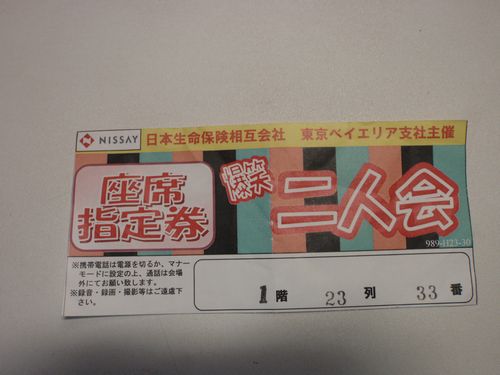 NISSAY
日本生命保険相互会社 東京ベイエリア支社主催
座席
指定券
爆笑
二人会
989-H23-30
※携帯電話は電源を切るか、マナー
モードに設定の上、通話は会場
外にてお願い致します。
※録音・録画・撮影等はご遠慮下
さい。
1階 23列 33番